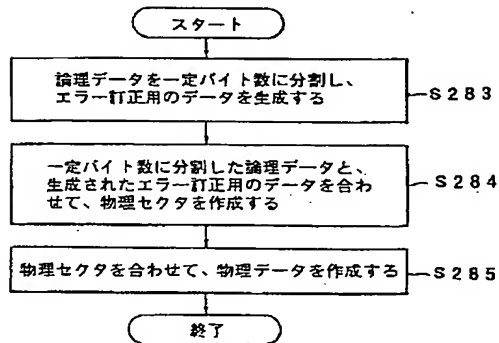 スタート
論理データを一定バイト数に分割し、
エラー訂正用のデータを生成する
S283
一定バイト数に分割した論理データと、
生成されたエラー訂正用のデータを合わ
せて、物理セクタを作成する
S284
物理セクタを合わせて、物理データを作成する
S285
終了